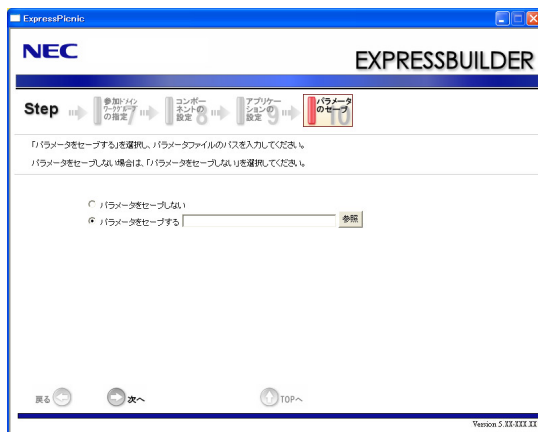 ExpressPicnic
NEC
EXPRESSBUILDER
Step
参加ドメイン
ワークグループ
の指定 7
コンポー
ネントの
設定 8
アプリケー
ションの
設定 9
パラメータ
のセーブ 10
「パラメータをセーブする」を選択し、パラメータファイルのパスを入力してください。
パラメータをセーブしない場合は、「パラメータをセーブしない」を選択してください。
パラメータをセーブしない
パラメータをセーブする 参照
戻る 次へ TOPへ
Version 5.XX-XXX.XX